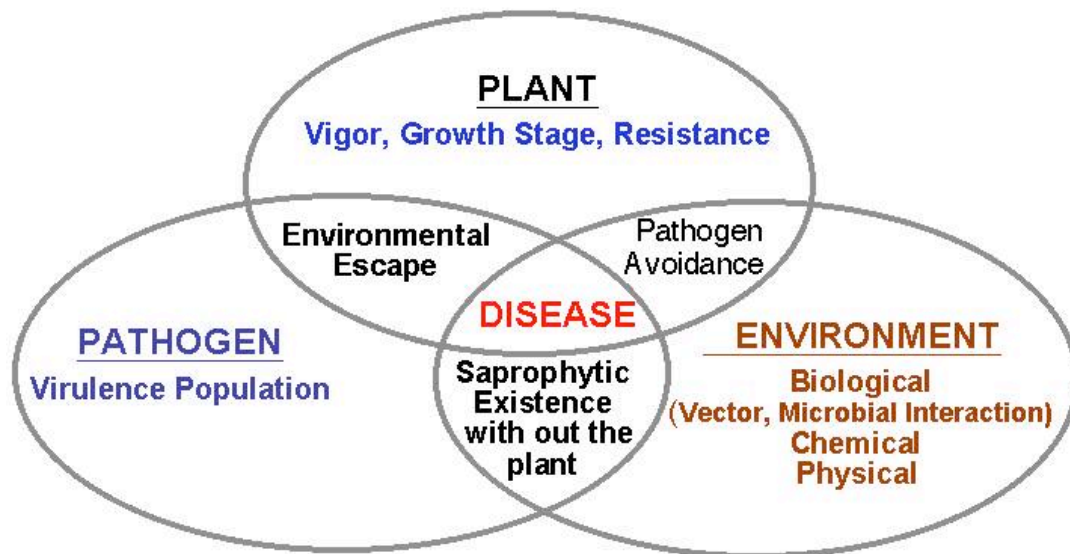 PLANT
Vigor, Growth Stage, Resistance
Environmental
Escape
Pathogen
Avoidance
DISEASE
PATHOGEN
Virulence Population
Saprophytic
Existence
with out the
plant
ENVIRONMENT
Biological
(Vector, Microbial Interaction)
Chemical
Physical